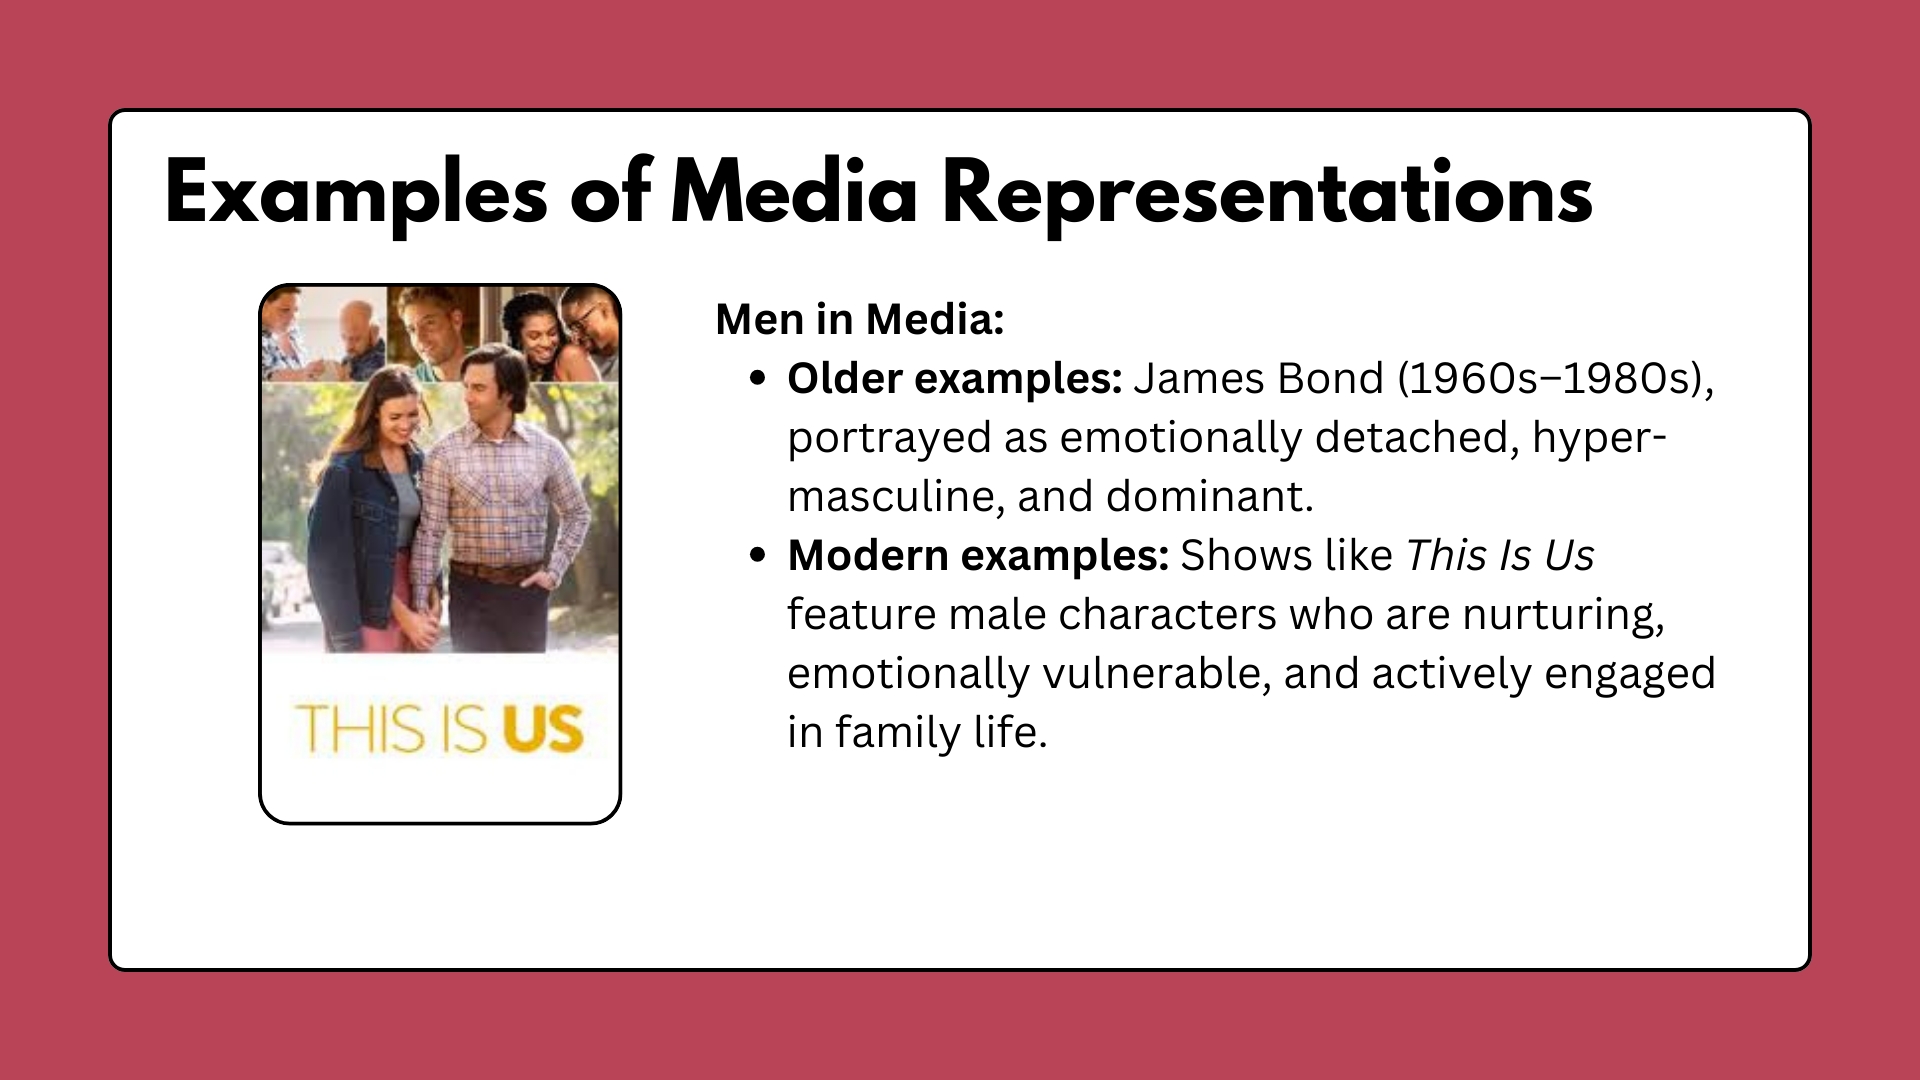 Examples of Media Representations
Men in Media:
• Older examples: James Bond (1960s–1980s),
portrayed as emotionally detached, hyper-
masculine, and dominant.
• Modern examples: Shows like This Is Us
feature male characters who are nurturing,
emotionally vulnerable, and actively engaged
in family life.
THIS IS US